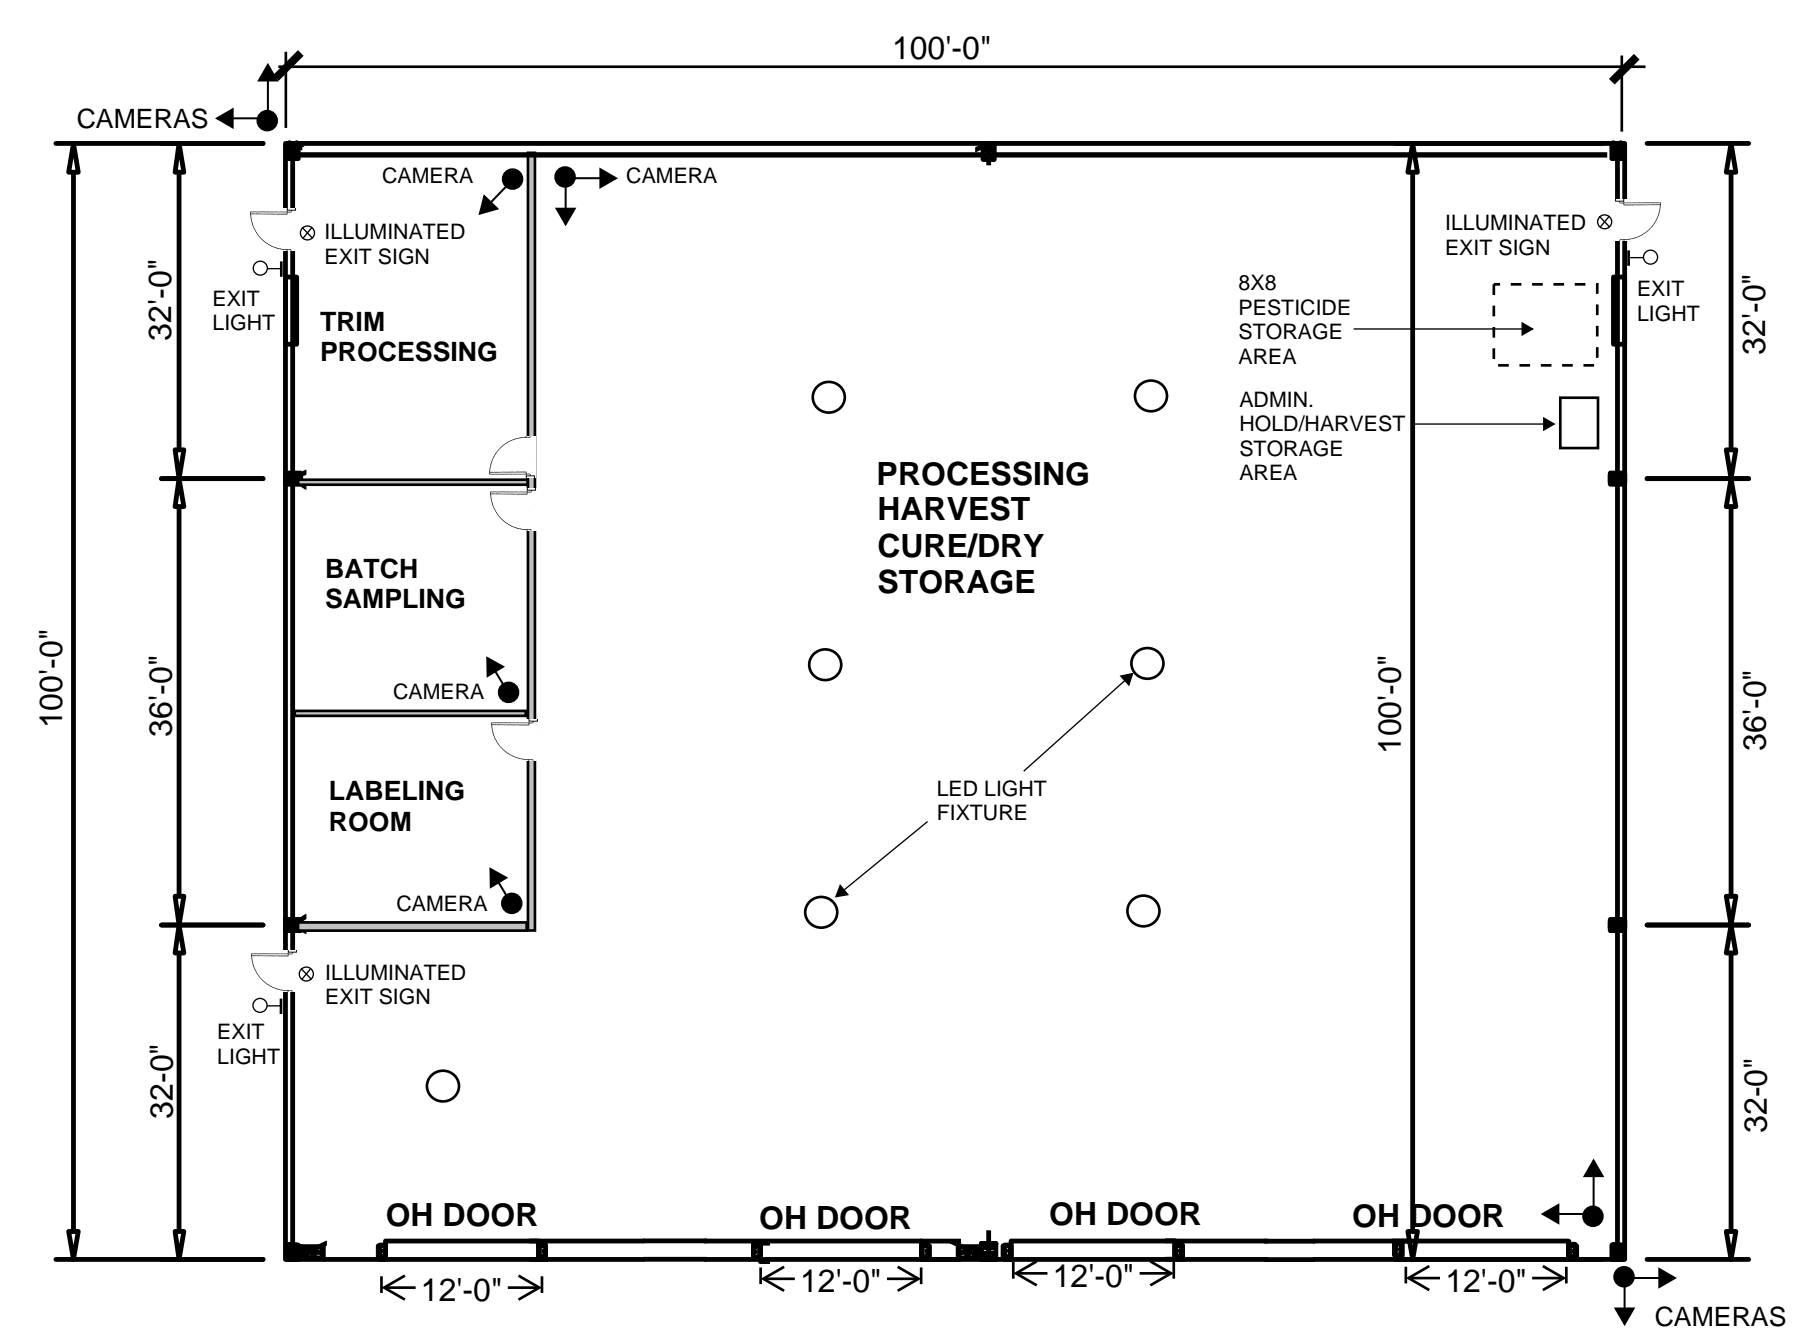 100'-0"
CAMERAS
CAMERA
CAMERA
ILLUMINATED
EXIT SIGN
ILLUMINATED
EXIT SIGN
32'-0"
EXIT
LIGHT
TRIM
PROCESSING
8X8
PESTICIDE
STORAGE
AREA
EXIT
LIGHT
32'-0"
ADMIN.
HOLD/HARVEST
STORAGE
AREA
PROCESSING
HARVEST
CURE/DRY
STORAGE
BATCH
SAMPLING
100'-0"
36'-0"
CAMERA
100'-0"
36'-0"
LABELING
ROOM
LED LIGHT
FIXTURE
CAMERA
ILLUMINATED
EXIT SIGN
EXIT
LIGHT
32-0"
32-0"
OH DOOR
OH DOOR
OH DOOR
OH DOOR
12'-0"
12'-0"
12'-0"
12'-0"
CAMERAS